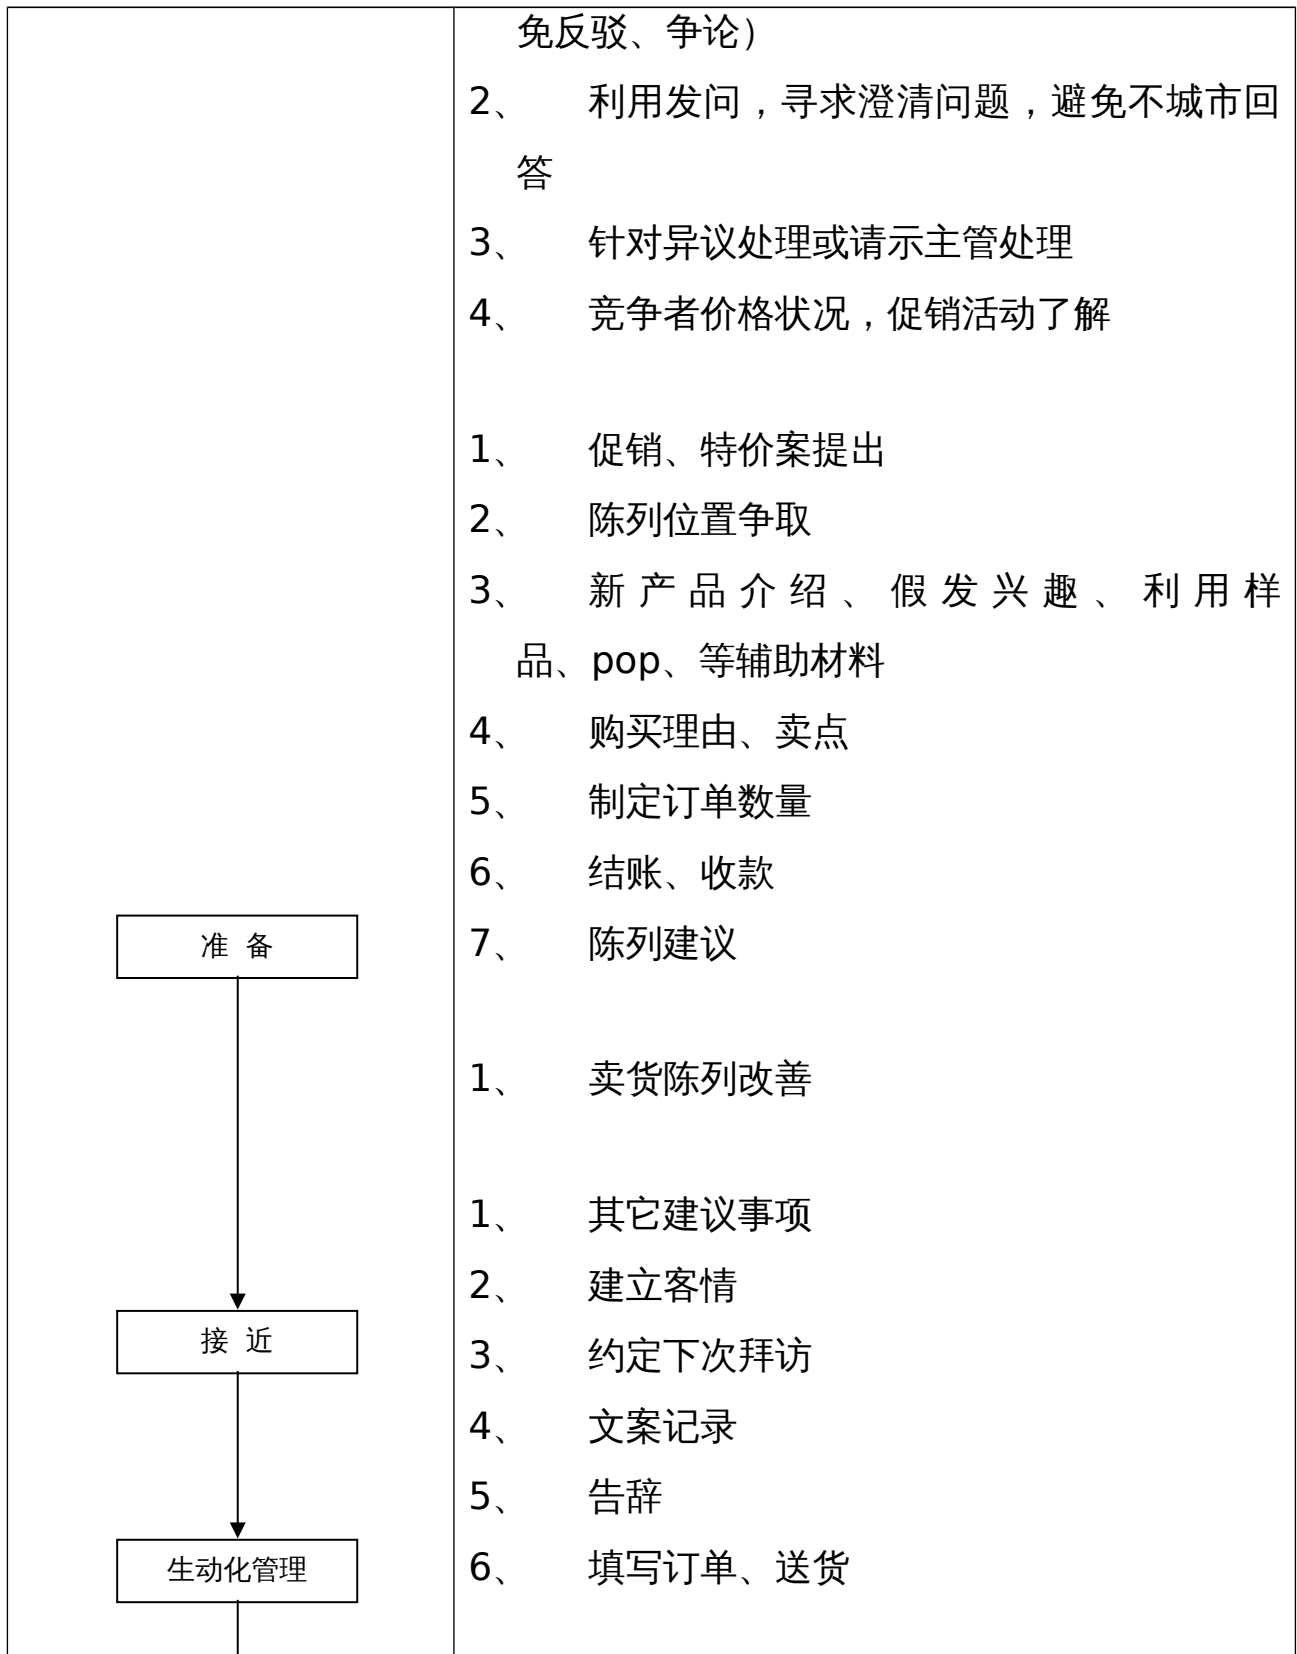 免反驳、争论）
2、 利用发问，寻求澄清问题，避免不城市回
答
3、 针对异议处理或请示主管处理
4、 竞争者价格状况，促销活动了解
1、 促销、特价案提出
2、 陈列位置争取
3、 新产品介绍、假发兴趣、利用样
品、pop、等辅助材料
4、 购买理由、卖点
5、 制定订单数量
6、 结账、收款
7、 陈列建议
1、 卖货陈列改善
1、 其它建议事项
2、 建立客情
3、 约定下次拜访
4、 文案记录
5、 告辞
6、 填写订单、送货
准 备
接 近
生动化管理